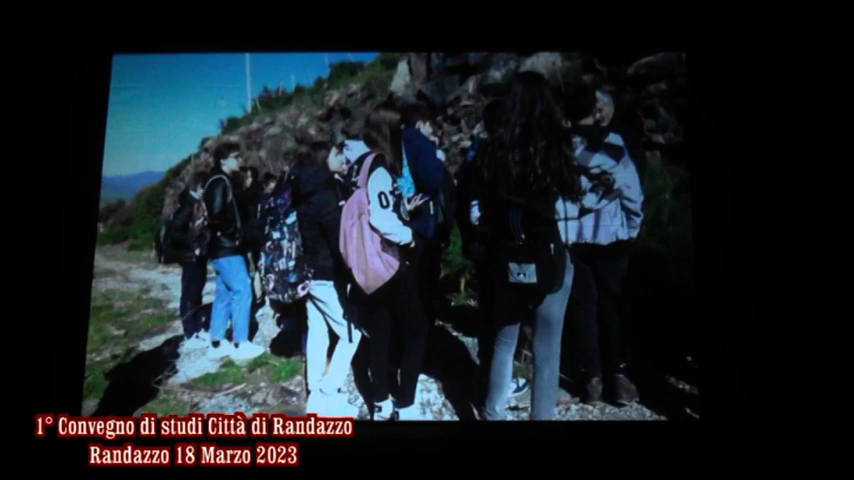 1° Convegno di studi Città di Randazzo
Randazzo 18 Marzo 2023